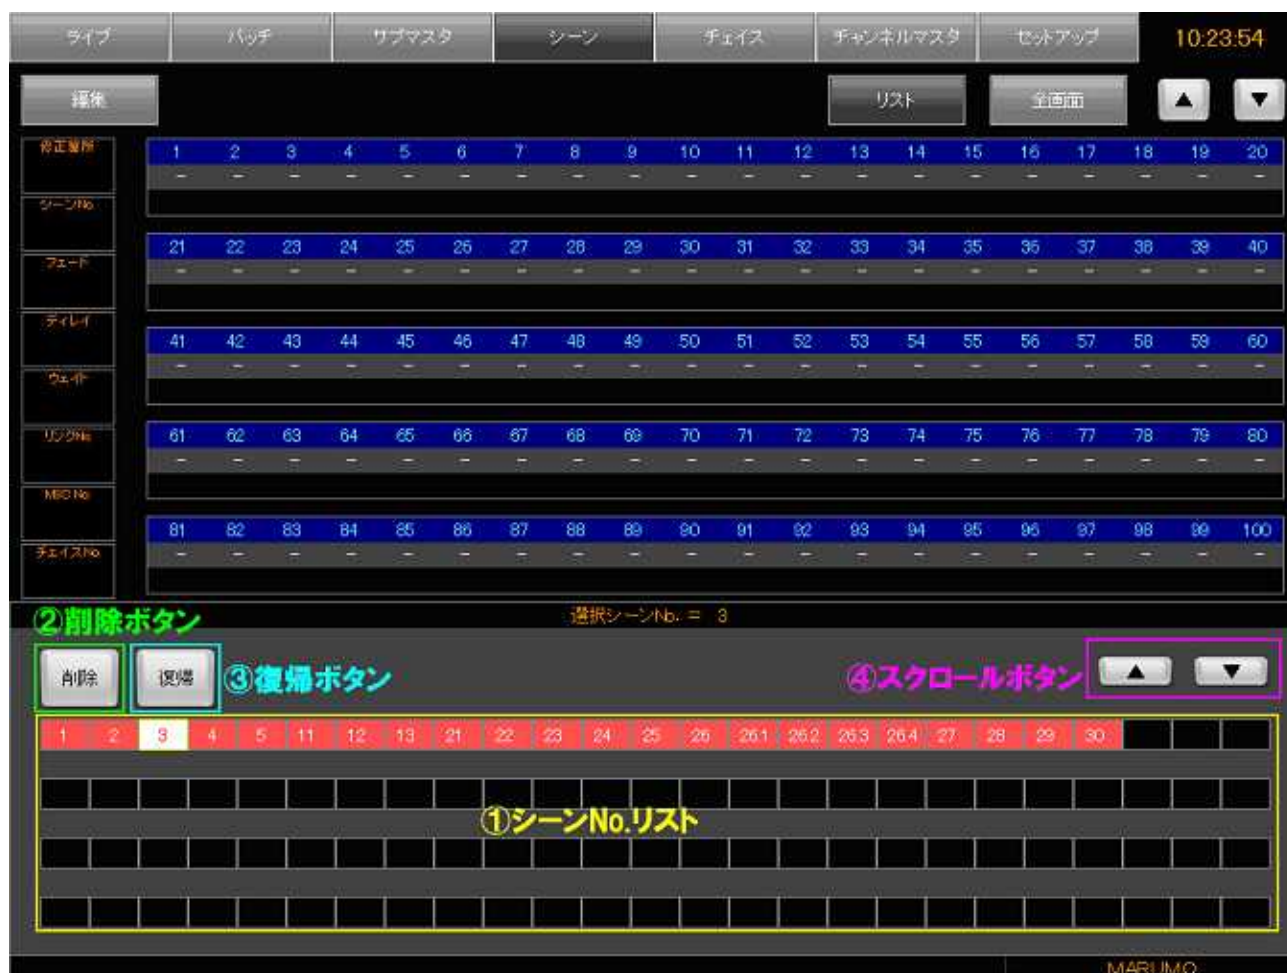 ライブ パッチ サブマスタ シーン チェイス チャンネルマスタ セットアップ 10:23:54
編集 リスト 全画面 ▲ ▼
修正箇所
1 2 3 4 5 6 7 8 9 10 11 12 13 14 15 16 17 18 19 20
- - - - - - - - - - - - - - - - - - - -
シーンNo
21 22 23 24 25 26 27 28 29 30 31 32 33 34 35 36 37 38 39 40
フェード
- - - - - - - - - - - - - - - - - - - -
ディレイ
41 42 43 44 45 46 47 48 49 50 51 52 53 54 55 56 57 58 59 60
- - - - - - - - - - - - - - - - - - - -
ウェイト
リンクNo
61 62 63 64 65 66 67 68 69 70 71 72 73 74 75 76 77 78 79 80
- - - - - - - - - - - - - - - - - - - -
MSC No
81 82 83 84 85 86 87 88 89 90 91 92 93 94 95 96 97 98 99 100
チェイスNo
- - - - - - - - - - - - - - - - - - - -
②削除ボタン 選択シーンNo. = 3
削除 復帰 ③復帰ボタン ④スクロールボタン ▲ ▼
1 2 3 4 5 11 12 13 21 22 23 24 25 26 26.1 26.2 26.3 26.4 27 28 29 30
①シーンNo.リスト
MARUMO